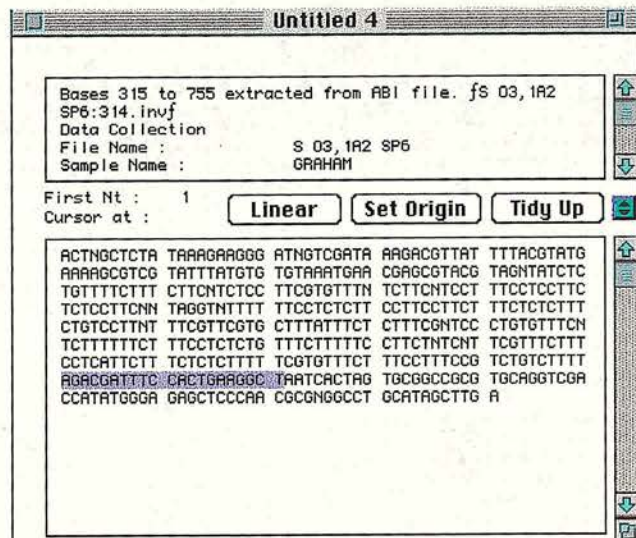 Untitled 4
Bases 315 to 755 extracted from ABI file. ƒS 03,1A2
SP6:314.invƒ
Data Collection
File Name : S 03,1A2 SP6
Sample Name : GRAHAM
First Nt : 1
Cursor at :
Linear
Set Origin
Tidy Up
ACTNGCTCTA TAAAGAAGGG ATNGTCGATA AAGACGTTAT TTTACGTATG
AAAAGCGTCG TATTTATGTG TGTAAATGAA CGAGCGTACG TAGNTATCTC
TGTTTTCTTT CTTCNTCTCC TTCGTGTTTN TCTTCNTCCT TTCCTCCTTC
TCTCCTTCNN TAGGTNTTTT TTCCTCTCTT CCTTCCTTCT TTCTCTCTTT
CTGTCCTTNT TTCGTTCGTG CTTTATTTCT CTTTCGNTCC CTGTGTTTCN
TCTTTTTTCT TTCCTCTCTG TTTCTTTTTC CTTCTNTCNT TCGTTTCTTT
CCTCATTCTT TCTCTCTTTT TCGTGTTTCT TTCCTTTCCG TCTGTCTTTT
AGACGATTTC CACTGAAGGC TAATCACTAG TGCGGCCGCG TGCAGGTCGA
CCATATGGGA GAGCTCCCAA CGCGNGGCCT GCATAGCTTG A